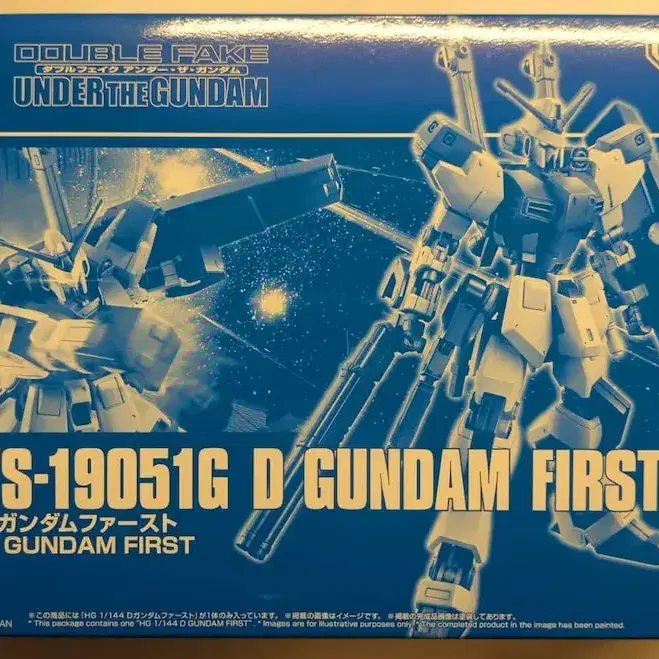 DOUBLE FAKE
ダブルフェイク アンダー・ザ・ガンダム
UNDER THE GUNDAM
S-19051G D GUNDAM FIRST
ガンダムファースト
GUNDAM FIRST
※この商品には「HG 1/144 Dガンダムファースト」が1体のみ入っています。 ※掲載の画像はイメージです。 ※掲載の完成品画像は塗装してあります。
* This package contains one "HG 1/144 D GUNDAM FIRST". * Images are for illustrative purposes only. * The completed product in the image has been painted.